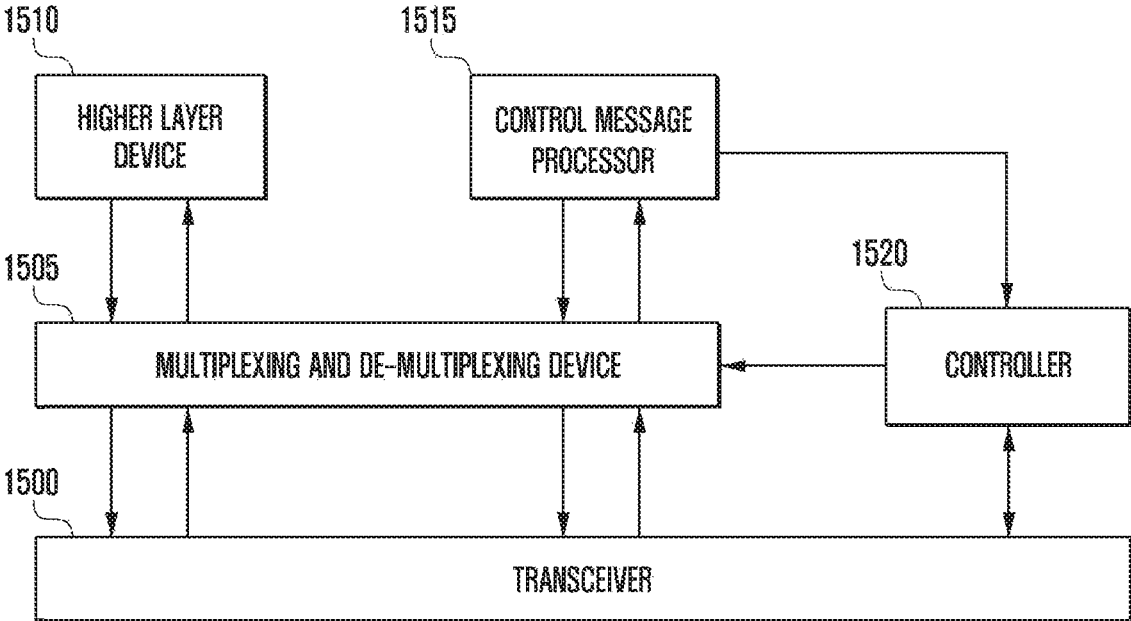 1510
HIGHER LAYER
DEVICE
1515
CONTROL MESSAGE
PROCESSOR
1505
MULTIPLEXING AND DE-MULTIPLEXING DEVICE
1520
CONTROLLER
1500
TRANSCEIVER